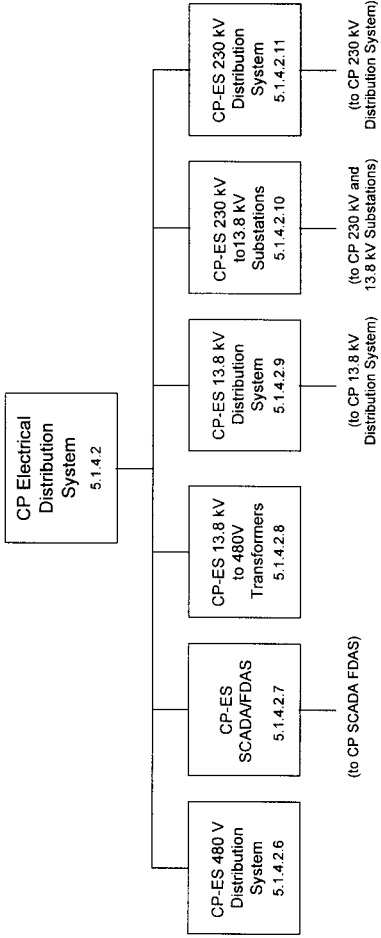 CP Electrical
Distribution
System
5.1.4.2
CP-ES 480 V
Distribution
System
5.1.4.2.6
CP-ES
SCADA/FDAS
5.1.4.2.7
CP-ES 13.8 kV
to 480V
Transformers
5.1.4.2.8
CP-ES 13.8 kV
Distribution
System
5.1.4.2.9
CP-ES 230 kV
to13.8 kV
Substations
5.1.4.2.10
CP-ES 230 kV
Distribution
System
5.1.4.2.11
(to CP SCADA FDAS)
(to CP 13.8 kV
Distribution System)
(to CP 230 kV and
13.8 kV Substations)
(to CP 230 kV
Distribution System)